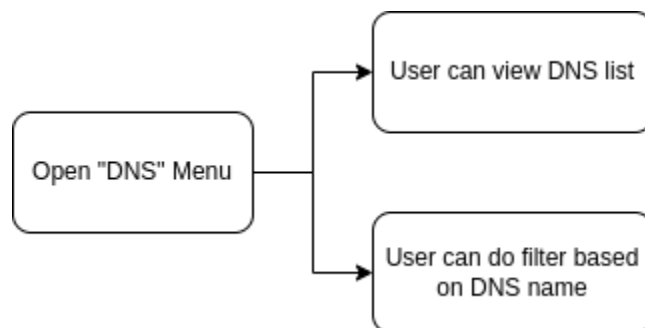 User can view DNS list
Open "DNS" Menu
User can do filter based
on DNS name